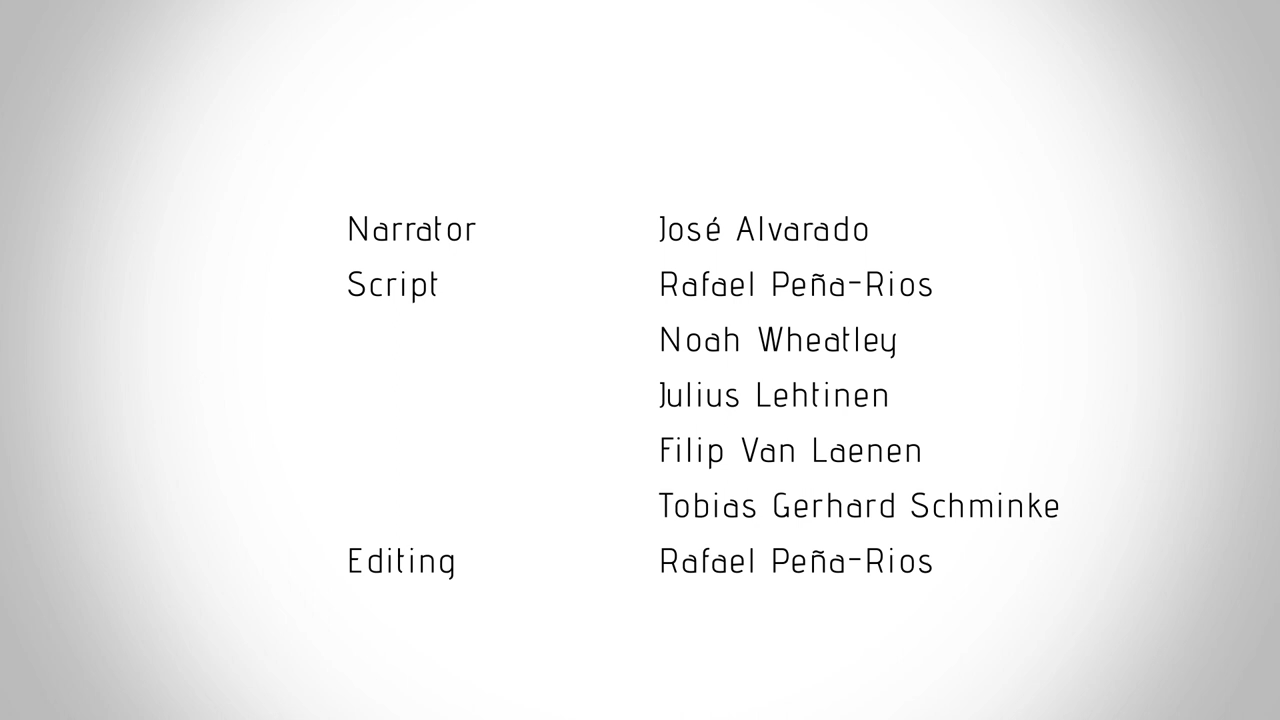 Narrator José Alvarado
Script Rafael Peña-Rios
Noah Wheatley
Julius Lehtinen
Filip Van Laenen
Tobias Gerhard Schminke
Editing Rafael Peña-Rios